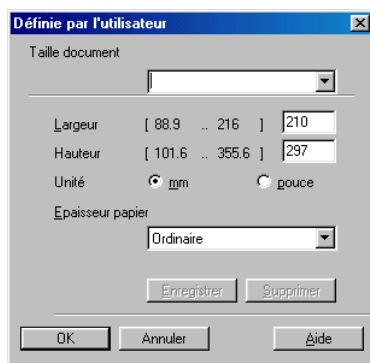 Définie par l'utilisateur
Taille document
Largeur [ 88.9 .. 216 ] 210
Hauteur [ 101.6 .. 355.6 ] 297
Unité mm pouce
Epaisseur papier
Ordinaire
Enregistrer Supprimer
OK Annuler Aide